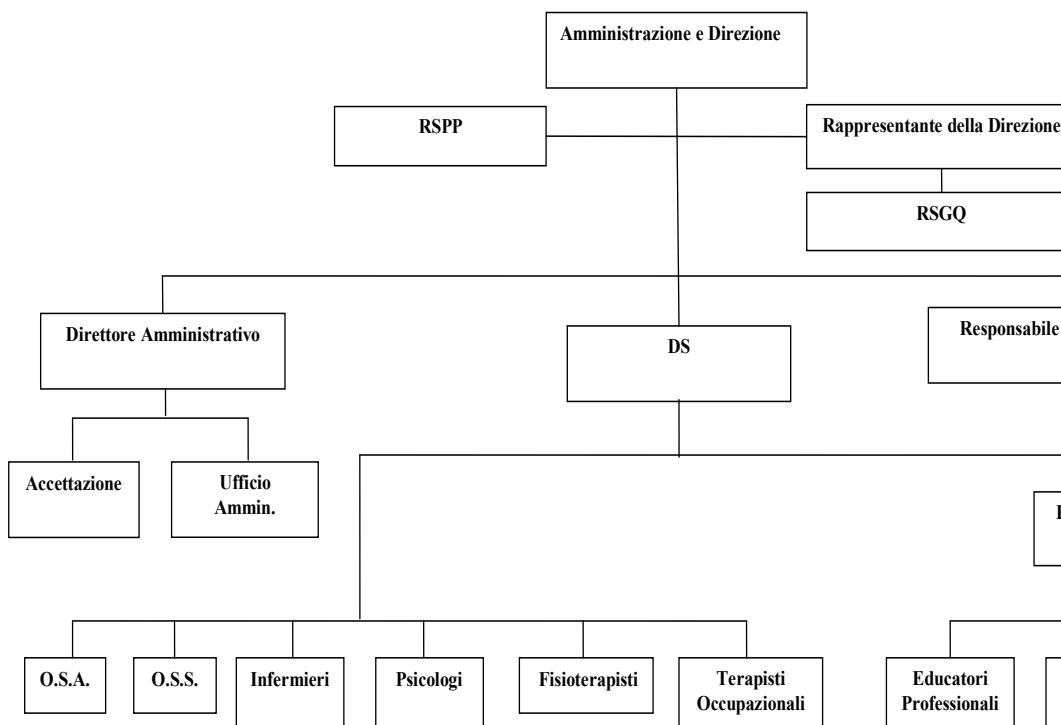 Amministrazione e Direzione
RSPP
Rappresentante della Direzione
RSGQ
Direttore Amministrativo
DS
Responsabile
Accettazione
Ufficio
Ammin.
O.S.A.
O.S.S.
Infermieri
Psicologi
Fisioterapisti
Terapisti
Occupazionali
Educatori
Professionali